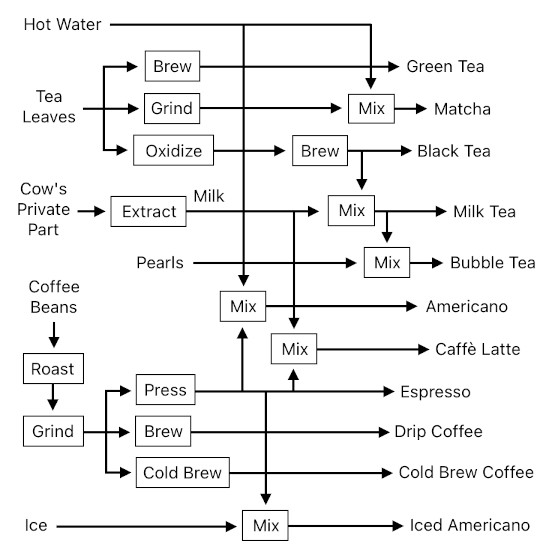 Hot Water
Brew
Green Tea
Tea
Leaves
Grind
Mix
Matcha
Oxidize
Brew
Black Tea
Cow's
Private
Part
Extract
Milk
Mix
Milk Tea
Pearls
Mix
Bubble Tea
Coffee
Beans
Mix
Americano
Roast
Mix
Caffè Latte
Press
Espresso
Grind
Brew
Drip Coffee
Cold Brew
Cold Brew Coffee
Ice
Mix
Iced Americano